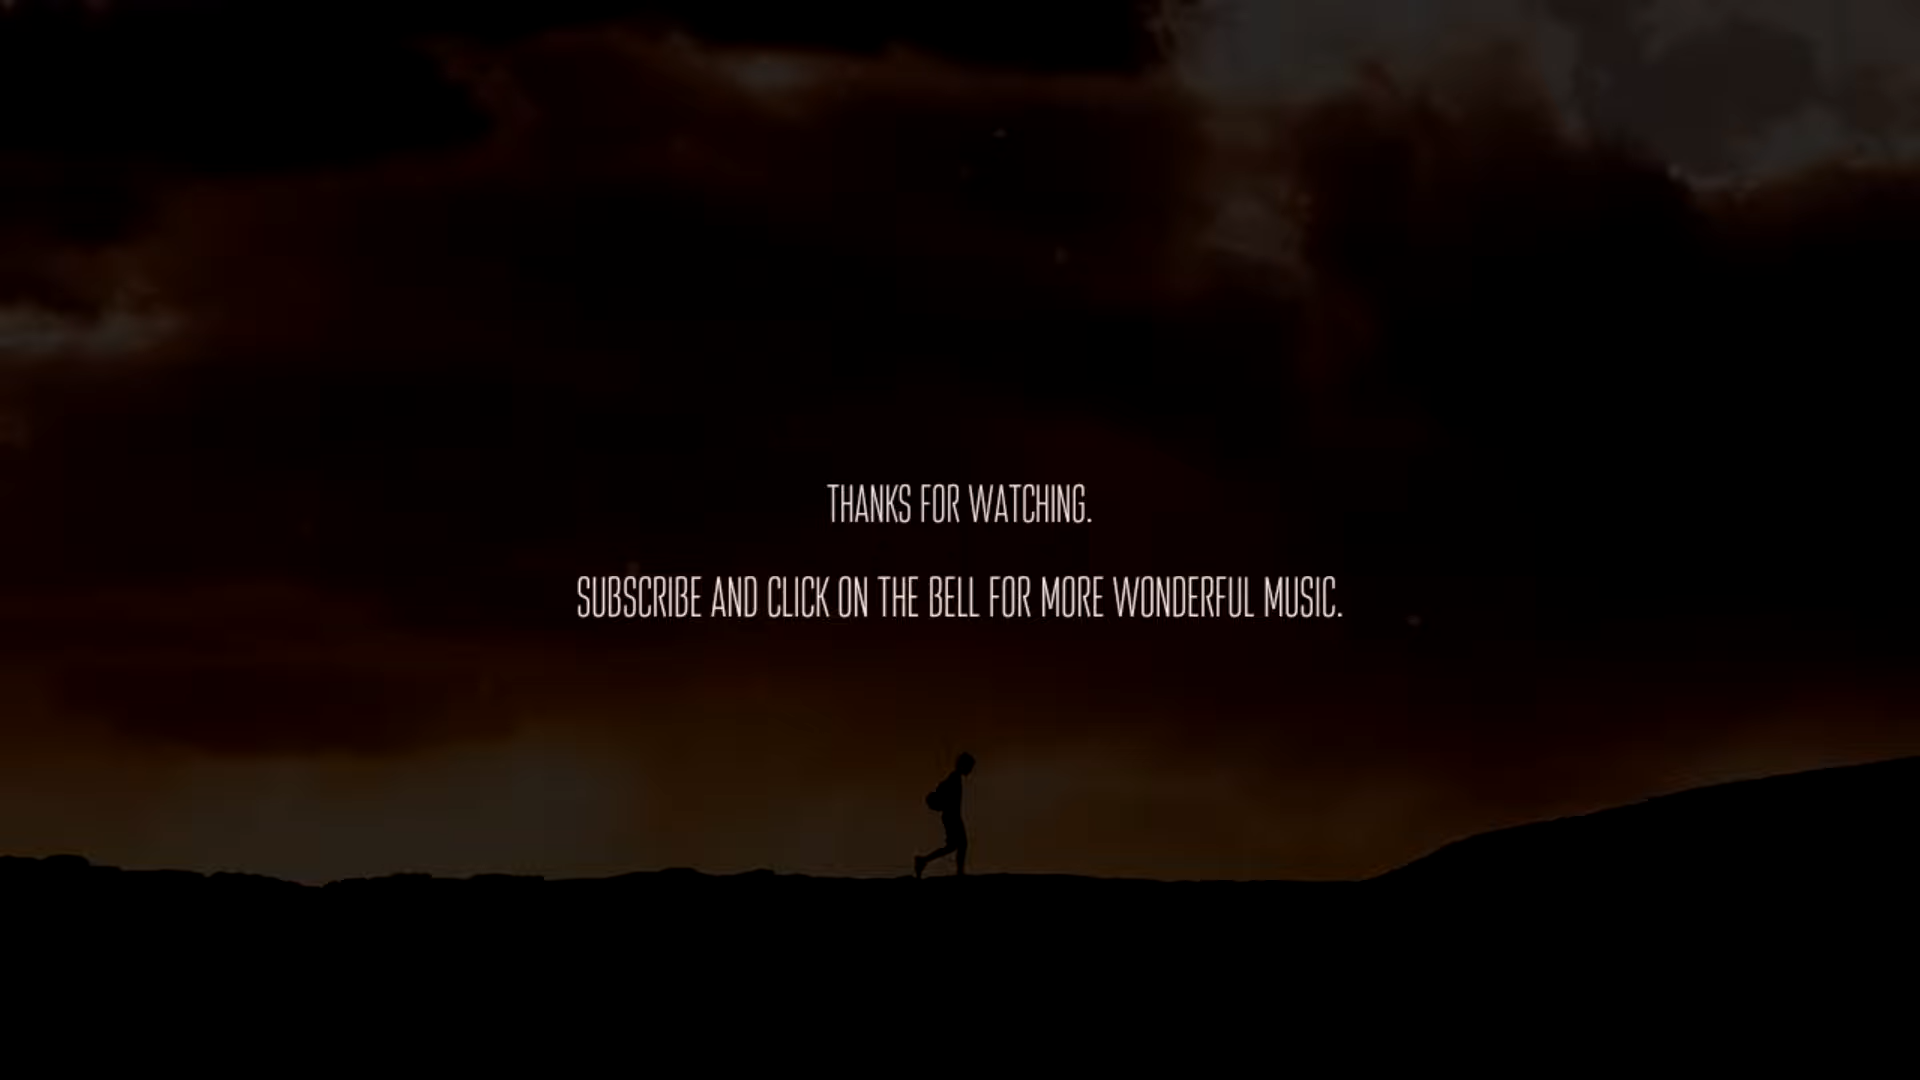 THANKS FOR WATCHING.
SUBSCRIBE AND CLICK ON THE BELL FOR MORE WONDERFUL MUSIC.